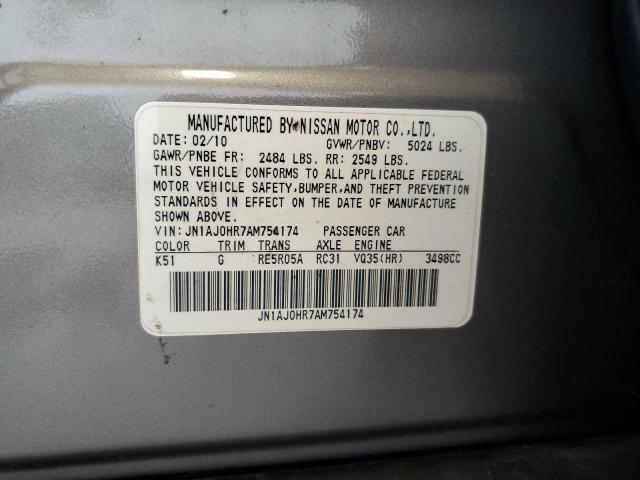 MANUFACTURED BY NISSAN MOTOR CO.,LTD.
DATE: 02/10 GVWR/PNBV: 5024 LBS.
GAWR/PNBE FR: 2484 LBS. RR: 2549 LBS.
THIS VEHICLE CONFORMS TO ALL APPLICABLE FEDERAL
MOTOR VEHICLE SAFETY,BUMPER,AND THEFT PREVENTION
STANDARDS IN EFFECT ON THE DATE OF MANUFACTURE
SHOWN ABOVE.
VIN:JN1AJ0HR7AM754174 PASSENGER CAR
COLOR TRIM TRANS AXLE ENGINE
K51 G RE5R05A RC31 VQ35(HR) 3498CC
JN1AJ0HR7AM754174